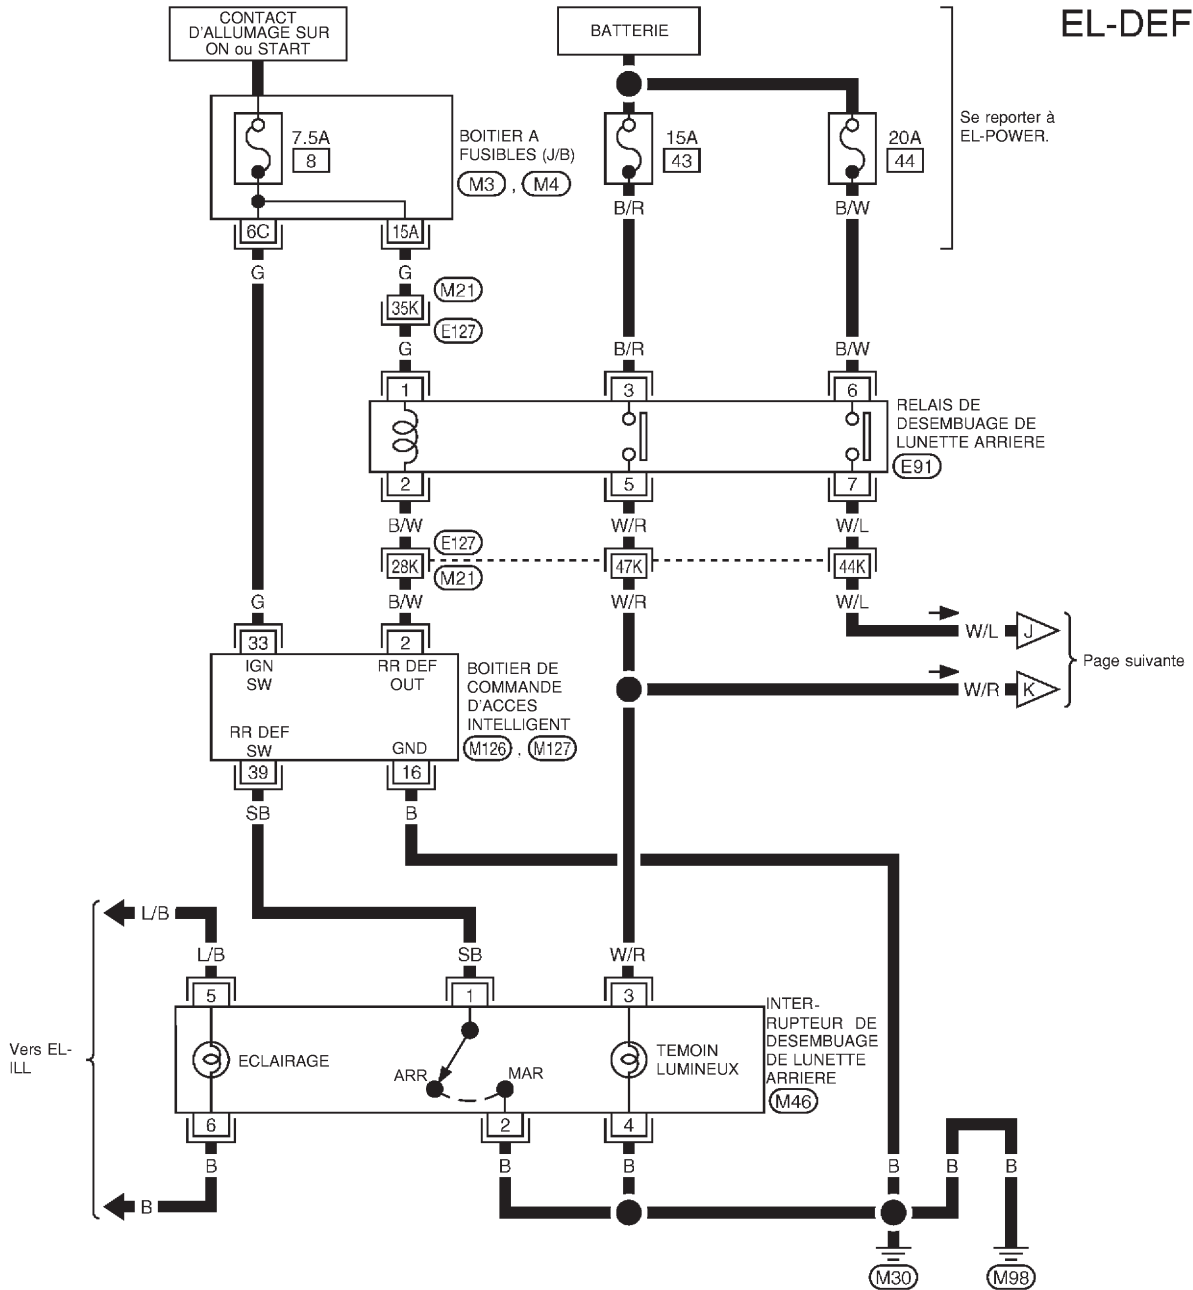 EL-DEF
CONTACT
D'ALLUMAGE SUR
ON ou START
BATTERIE
7.5A
8
BOITIER A
FUSIBLES (J/B)
M3 , M4
15A
43
20A
44
Se reporter à
EL-POWER.
6C
15A
B/R
B/W
G
G
M21
35K
E127
G
B/R
B/W
1
3
6
RELAIS DE
DESEMBUAGE DE
LUNETTE ARRIERE
E91
2
5
7
B/W
W/R
W/L
E127
28K
47K
44K
M21
G
B/W
W/R
W/L
W/L
J
Page suivante
W/R
K
33
2
IGN
SW
RR DEF
OUT
BOITIER DE
COMMANDE
D'ACCES
INTELLIGENT
M126 , M127
RR DEF
SW
GND
39
16
SB
B
L/B
L/B
SB
W/R
5
1
3
INTER-
RUPTEUR DE
DESEMBUAGE
DE LUNETTE
ARRIERE
M46
Vers EL-
ILL
ECLAIRAGE
ARR
MAR
TEMOIN
LUMINEUX
6
2
4
B
B
B
B
B
B
B
M30
M98